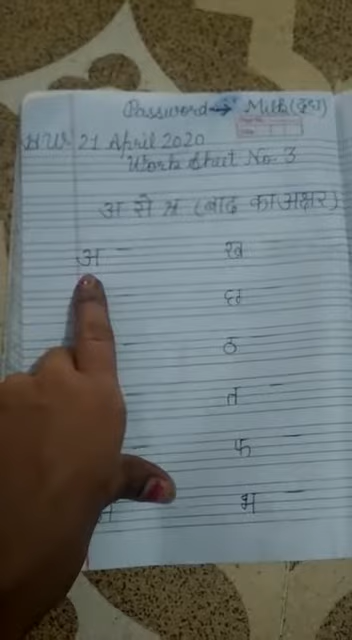 Password → Milk (दूध)
H.W. 21 April 2020
Work Sheet No. 3
अ से श्र (बाद का अक्षर)
अ — ख —
घ —
— ठ —
— त —
— फ —
भ —